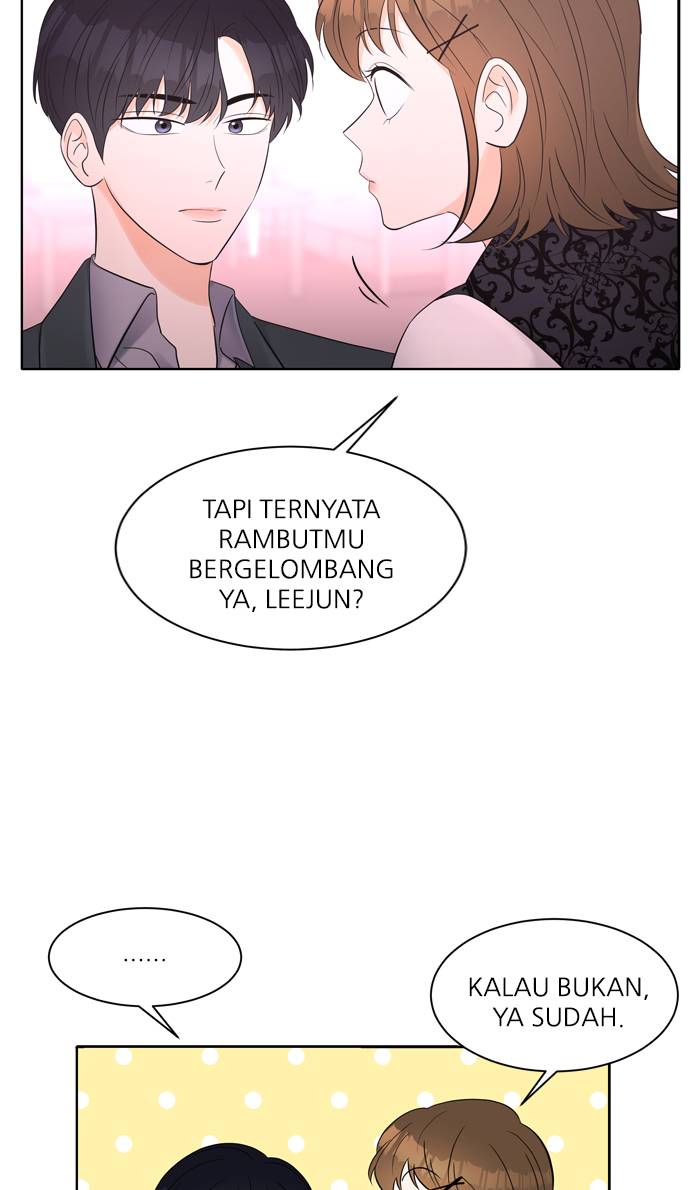 TAPI TERNYATA
RAMBUTMU
BERGELOMBANG
YA, LEEJUN?
......
KALAU BUKAN,
YA SUDAH.